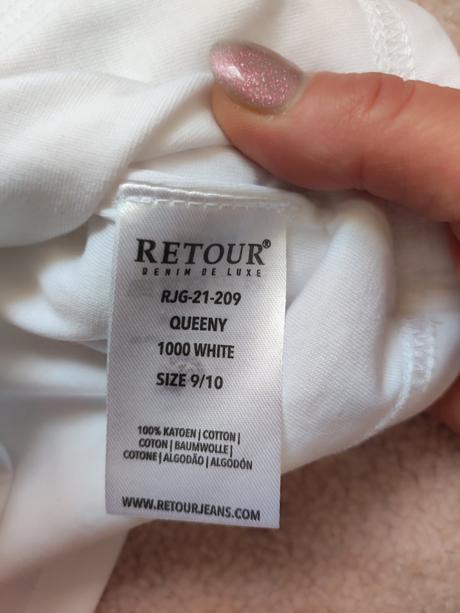 RETOUR®
DENIM DE LUXE
RJG-21-209
QUEENY
1000 WHITE
SIZE 9/10
100% KATOEN | COTTON |
COTON | BAUMWOLLE |
COTONE | ALGODÃO | ALGODÓN
WWW.RETOURJEANS.COM